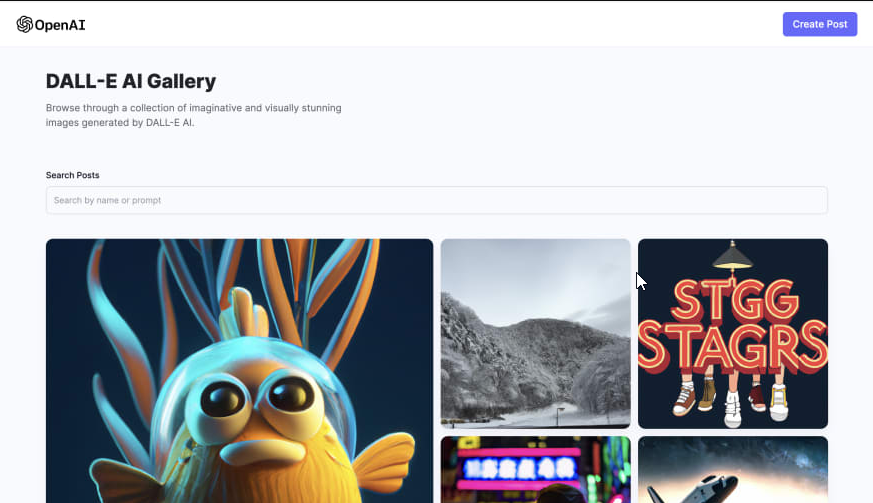 OpenAI
Create Post
DALL-E AI Gallery
Browse through a collection of imaginative and visually stunning
images generated by DALL-E AI.
Search Posts
Search by name or prompt
STGG
STAGRS